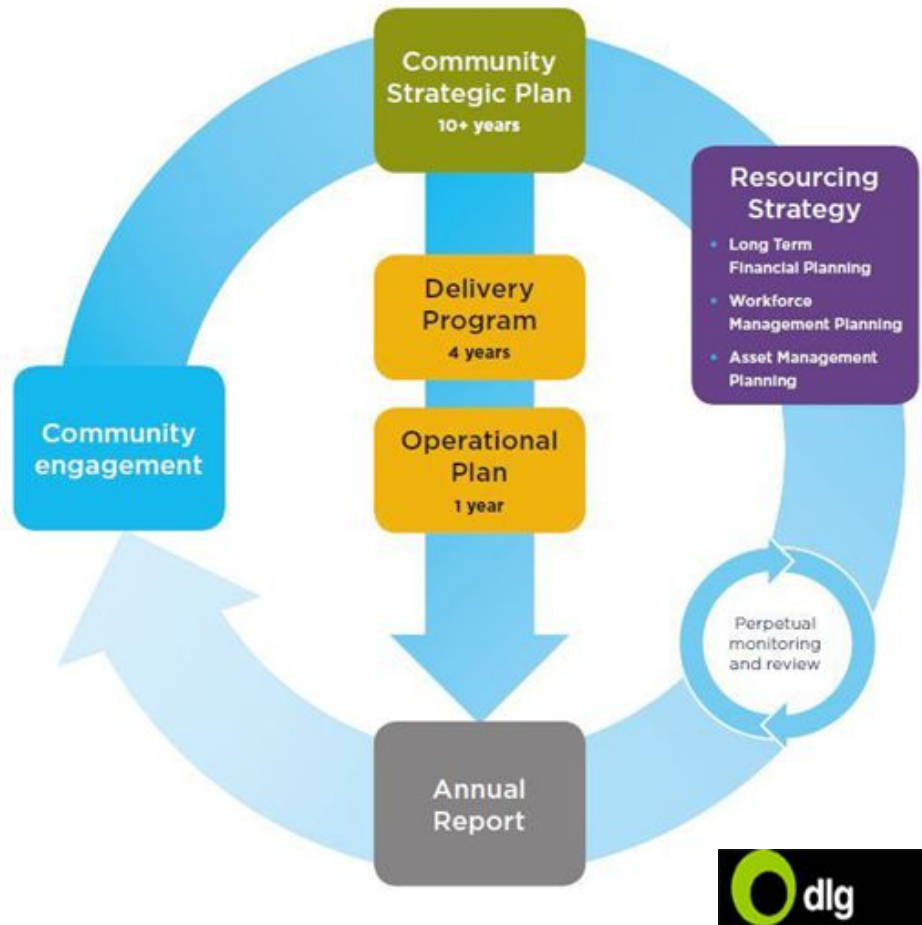 Community
Strategic Plan
10+ years
Resourcing
Strategy
• Long Term
Financial Planning
• Workforce
Management Planning
• Asset Management
Planning
Delivery
Program
4 years
Community
engagement
Operational
Plan
1 year
Perpetual
monitoring
and review
Annual
Report
dlg